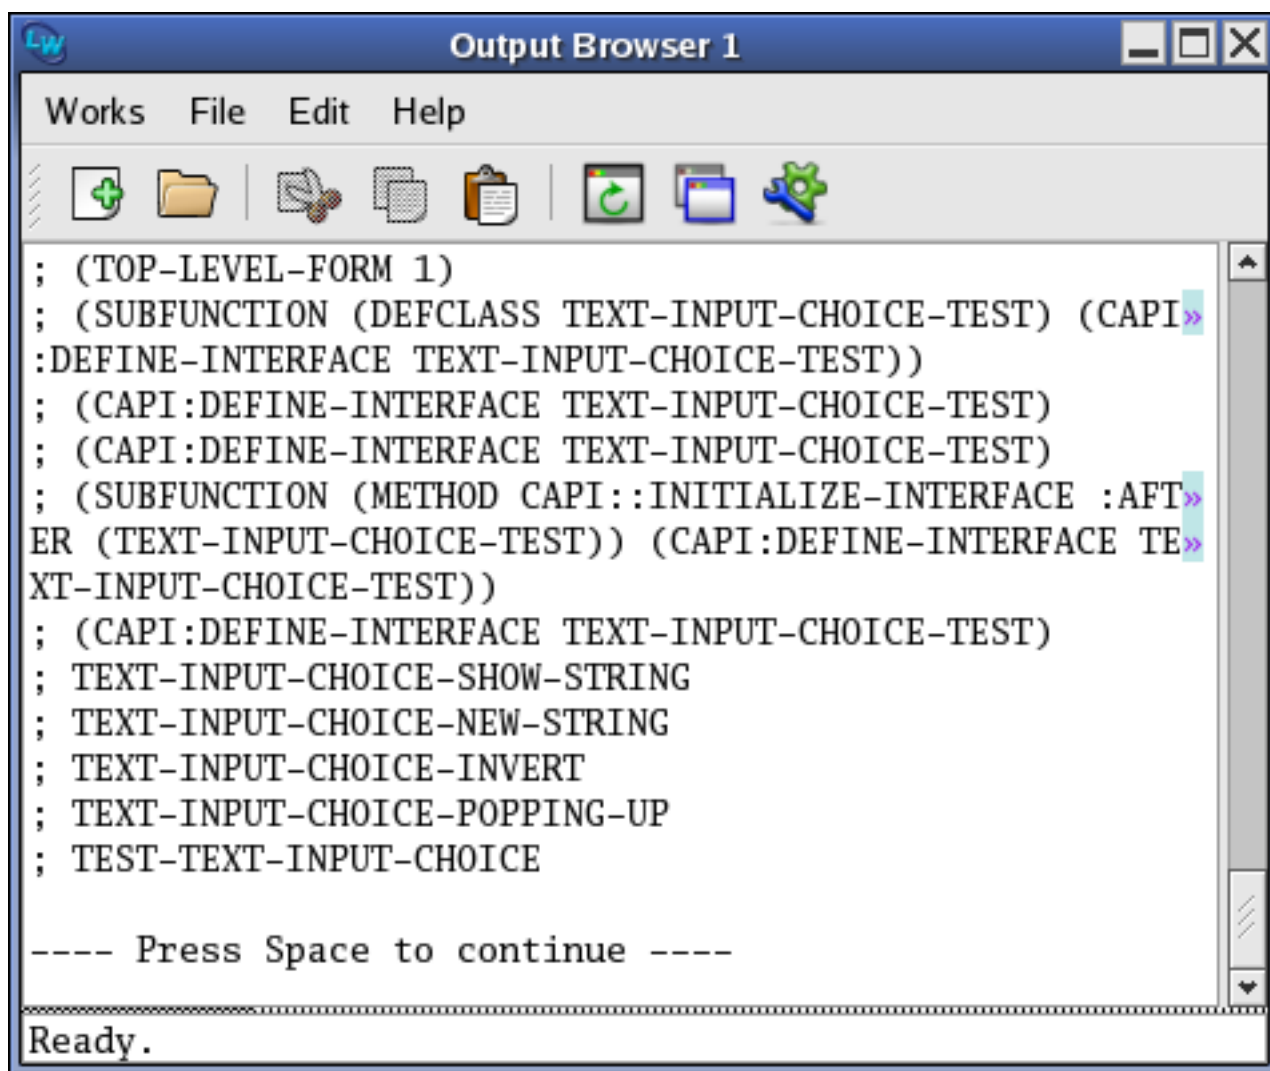 LW
Output Browser 1
Works File Edit Help
; (TOP-LEVEL-FORM 1)
; (SUBFUNCTION (DEFCLASS TEXT-INPUT-CHOICE-TEST) (CAPI»
:DEFINE-INTERFACE TEXT-INPUT-CHOICE-TEST))
; (CAPI:DEFINE-INTERFACE TEXT-INPUT-CHOICE-TEST)
; (CAPI:DEFINE-INTERFACE TEXT-INPUT-CHOICE-TEST)
; (SUBFUNCTION (METHOD CAPI::INITIALIZE-INTERFACE :AFT»
ER (TEXT-INPUT-CHOICE-TEST)) (CAPI:DEFINE-INTERFACE TE»
XT-INPUT-CHOICE-TEST))
; (CAPI:DEFINE-INTERFACE TEXT-INPUT-CHOICE-TEST)
; TEXT-INPUT-CHOICE-SHOW-STRING
; TEXT-INPUT-CHOICE-NEW-STRING
; TEXT-INPUT-CHOICE-INVERT
; TEXT-INPUT-CHOICE-POPPING-UP
; TEST-TEXT-INPUT-CHOICE
---- Press Space to continue ----
Ready.